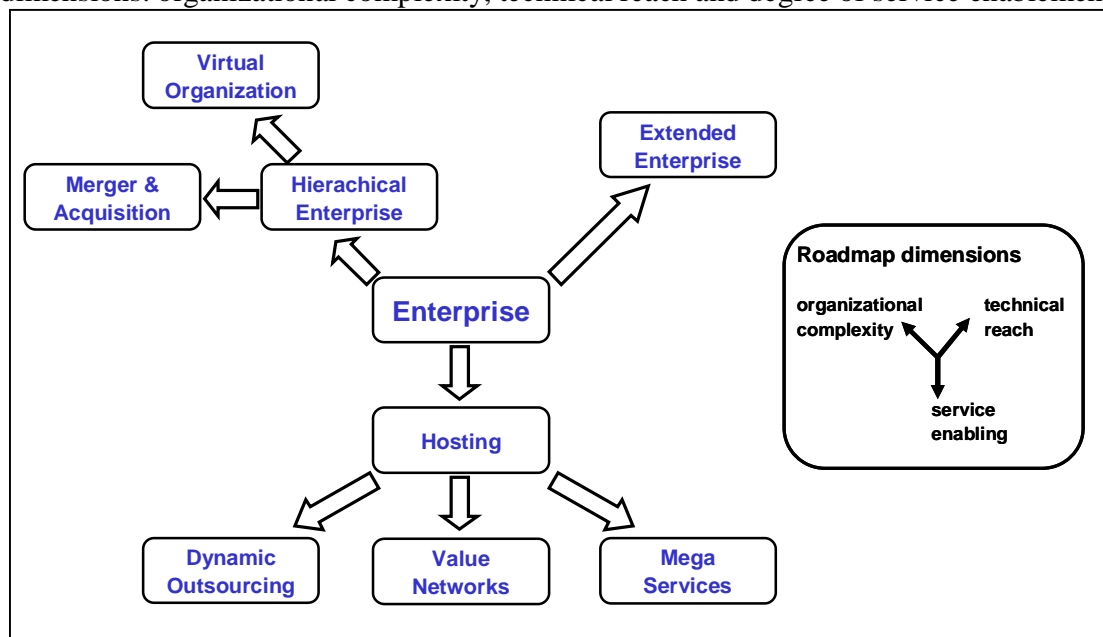 dimensions: organizational complexity, technical reach and degree of service enablemen
Virtual
Organization
Extended
Enterprise
Merger &
Acquisition
Hierachical
Enterprise
Roadmap dimensions
organizational
complexity
technical
reach
service
enabling
Enterprise
Hosting
Dynamic
Outsourcing
Value
Networks
Mega
Services